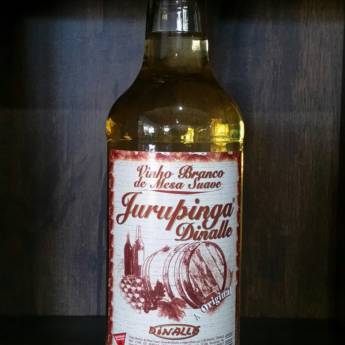 Vinho Branco
de Mesa Suave
Jurupinga
Dinalle
A Original
DINALLE